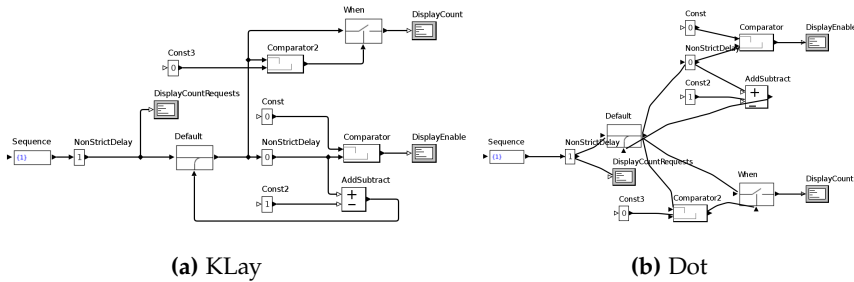 When
DisplayCount
Const3
0
Comparator2
DisplayCountRequests
Const
0
Sequence
{1}
NonStrictDelay
1
Default
NonStrictDelay
0
Comparator
DisplayEnable
Const2
1
AddSubtract
+
−
(a) KLay
Const
0
Comparator
DisplayEnable
NonStrictDelay
0
Const2
1
AddSubtract
+
−
Default
Sequence
{1}
NonStrictDelay
1
DisplayCountRequests
When
DisplayCount
Const3
0
Comparator2
(b) Dot